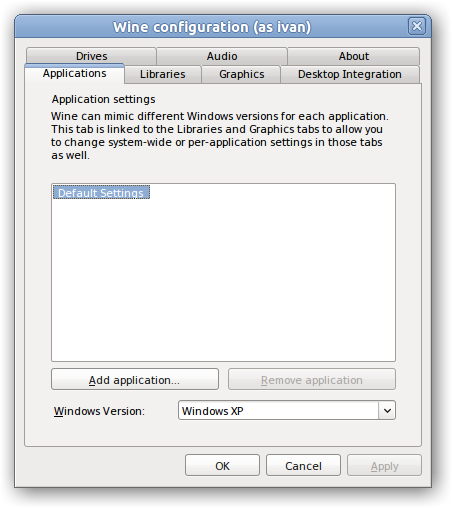 Wine configuration (as ivan)
Drives Audio About
Applications Libraries Graphics Desktop Integration
Application settings
Wine can mimic different Windows versions for each application.
This tab is linked to the Libraries and Graphics tabs to allow you
to change system-wide or per-application settings in those tabs
as well.
Default Settings
Add application... Remove application
Windows Version: Windows XP
OK Cancel Apply